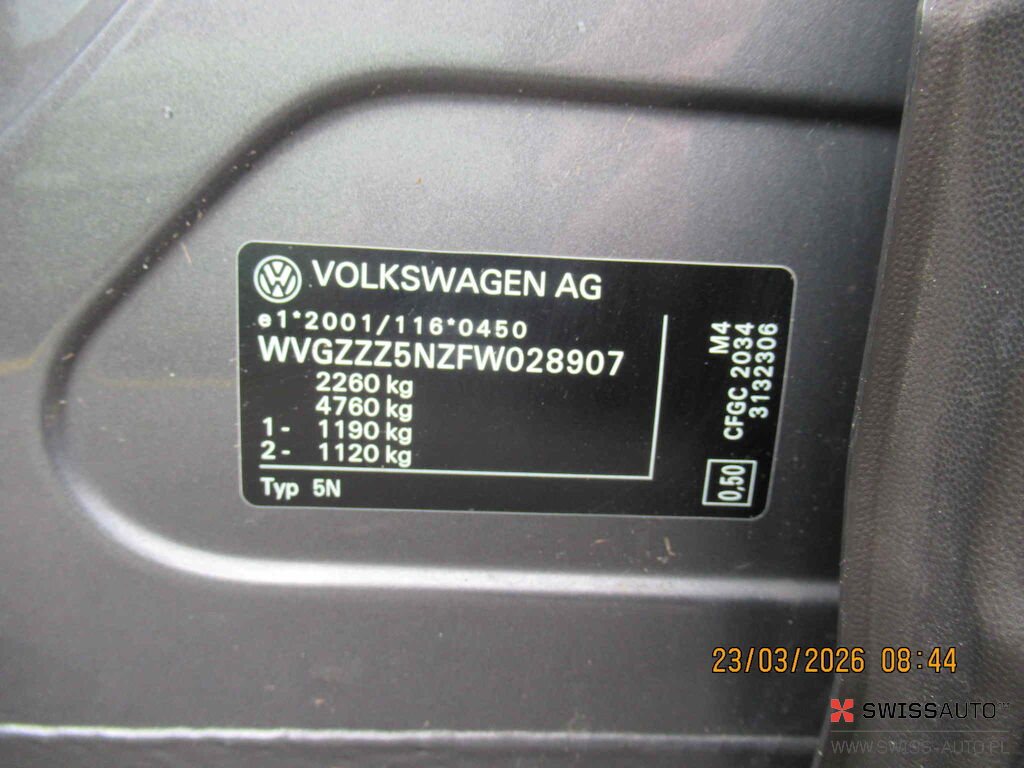 VOLKSWAGEN AG
e1*2001/116*0450
WVGZZZ5NZFW028907
2260 kg
4760 kg
1- 1190 kg
2- 1120 kg
Typ 5N
M4
CFGC 2034
3132306
0,50
23/03/2026 08:44
SWISSAUTO™
WWW.SWISS-AUTO.PL